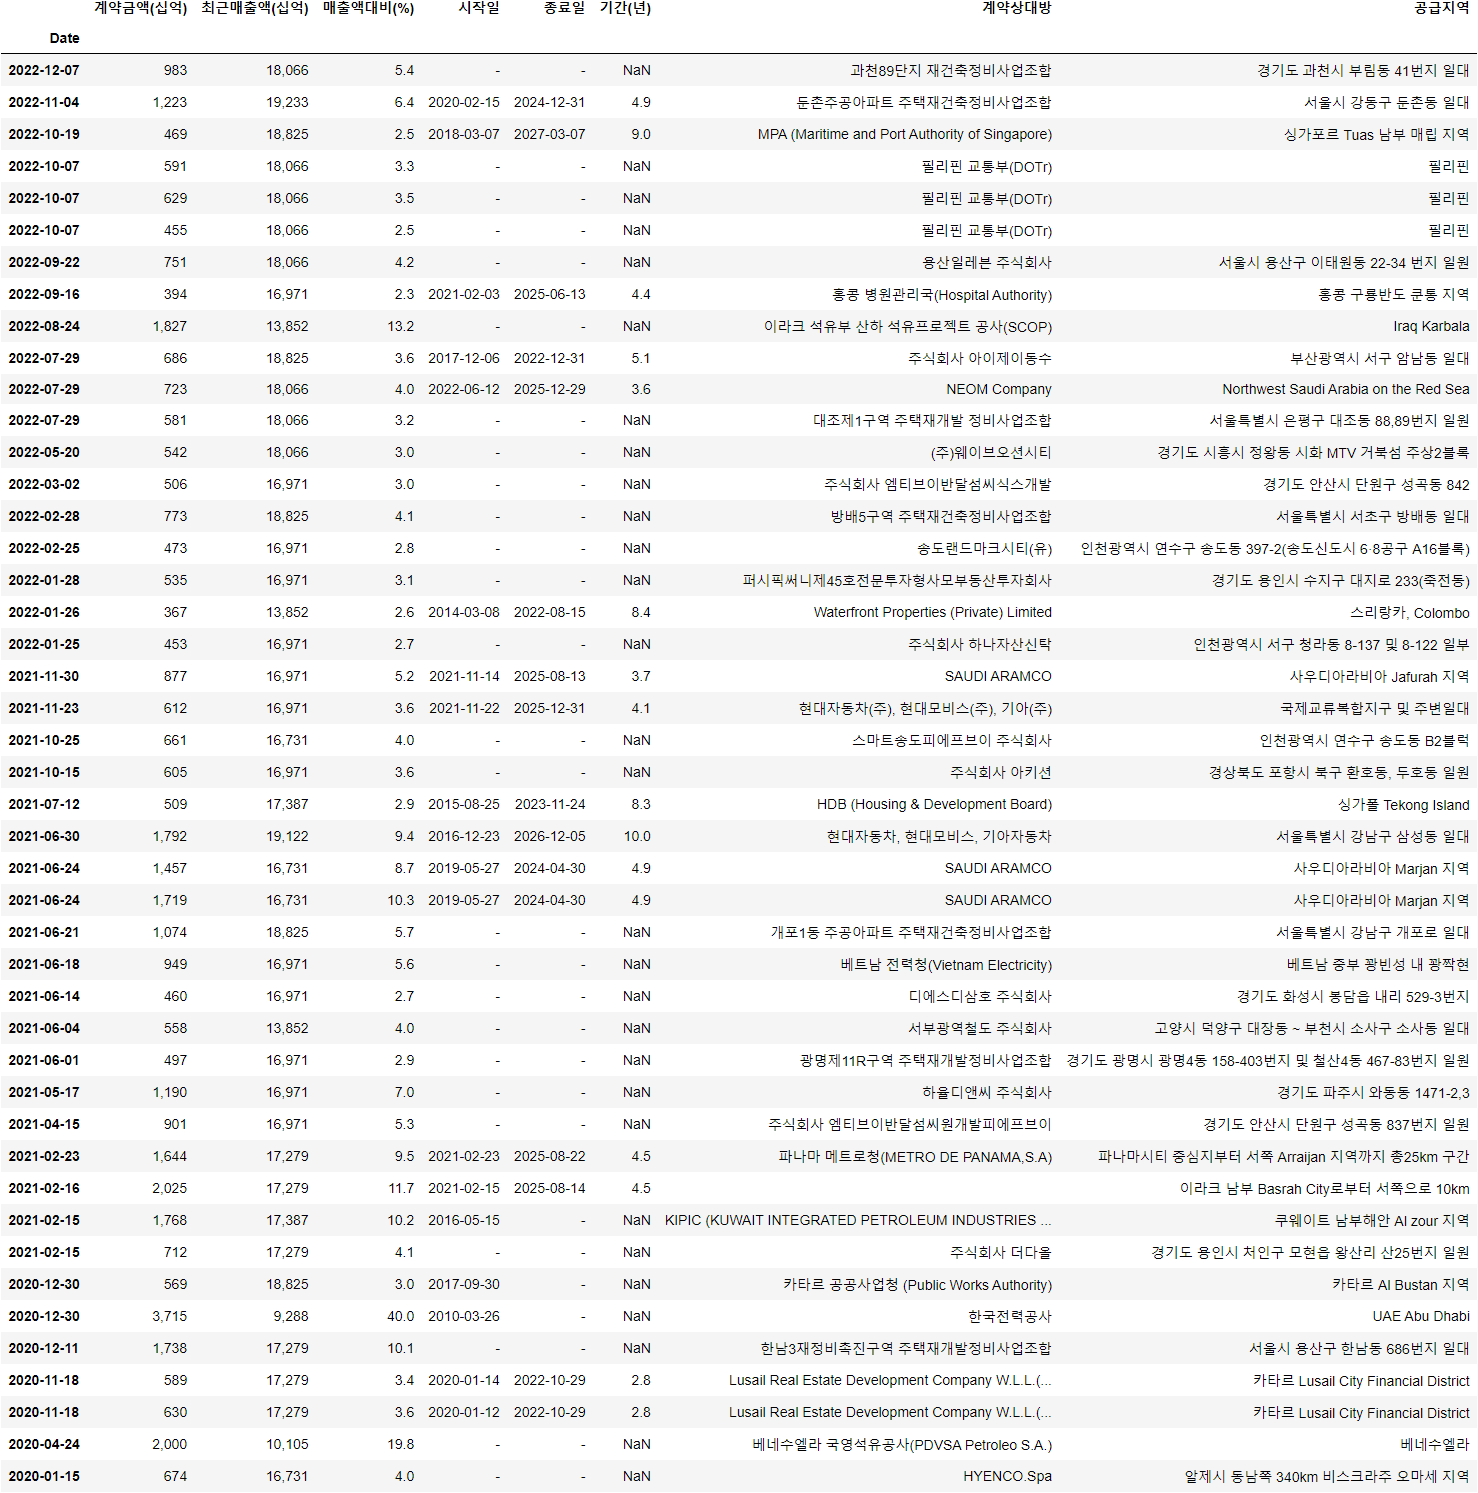 계약금액(십억) 최근매출액(십억) 매출액대비(%) 시작일 종료일 기간(년) 계약상대방 공급지역
Date
2022-12-07 983 18,066 5.4 - - NaN 과천89단지 재건축정비사업조합 경기도 과천시 부림동 41번지 일대
2022-11-04 1,223 19,233 6.4 2020-02-15 2024-12-31 4.9 둔촌주공아파트 주택재건축정비사업조합 서울시 강동구 둔촌동 일대
2022-10-19 469 18,825 2.5 2018-03-07 2027-03-07 9.0 MPA (Maritime and Port Authority of Singapore) 싱가포르 Tuas 남부 매립 지역
2022-10-07 591 18,066 3.3 - - NaN 필리핀 교통부(DOTr) 필리핀
2022-10-07 629 18,066 3.5 - - NaN 필리핀 교통부(DOTr) 필리핀
2022-10-07 455 18,066 2.5 - - NaN 필리핀 교통부(DOTr) 필리핀
2022-09-22 751 18,066 4.2 - - NaN 용산일레븐 주식회사 서울시 용산구 이태원동 22-34 번지 일원
2022-09-16 394 16,971 2.3 2021-02-03 2025-06-13 4.4 홍콩 병원관리국(Hospital Authority) 홍콩 구룡반도 쿤통 지역
2022-08-24 1,827 13,852 13.2 - - NaN 이라크 석유부 산하 석유프로젝트 공사(SCOP) Iraq Karbala
2022-07-29 686 18,825 3.6 2017-12-06 2022-12-31 5.1 주식회사 아이제이동수 부산광역시 서구 암남동 일대
2022-07-29 723 18,066 4.0 2022-06-12 2025-12-29 3.6 NEOM Company Northwest Saudi Arabia on the Red Sea
2022-07-29 581 18,066 3.2 - - NaN 대조제1구역 주택재개발 정비사업조합 서울특별시 은평구 대조동 88,89번지 일원
2022-05-20 542 18,066 3.0 - - NaN (주)웨이브오션시티 경기도 시흥시 정왕동 시화 MTV 거북섬 주상2블록
2022-03-02 506 16,971 3.0 - - NaN 주식회사 엠티브이반달섬씨식스개발 경기도 안산시 단원구 성곡동 842
2022-02-28 773 18,825 4.1 - - NaN 방배5구역 주택재건축정비사업조합 서울특별시 서초구 방배동 일대
2022-02-25 473 16,971 2.8 - - NaN 송도랜드마크시티(유) 인천광역시 연수구 송도동 397-2(송도신도시 6·8공구 A16블록)
2022-01-28 535 16,971 3.1 - - NaN 퍼시픽써니제45호전문투자형사모부동산투자회사 경기도 용인시 수지구 대지로 233(죽전동)
2022-01-26 367 13,852 2.6 2014-03-08 2022-08-15 8.4 Waterfront Properties (Private) Limited 스리랑카, Colombo
2022-01-25 453 16,971 2.7 - - NaN 주식회사 하나자산신탁 인천광역시 서구 청라동 8-137 및 8-122 일부
2021-11-30 877 16,971 5.2 2021-11-14 2025-08-13 3.7 SAUDI ARAMCO 사우디아라비아 Jafurah 지역
2021-11-23 612 16,971 3.6 2021-11-22 2025-12-31 4.1 현대자동차(주), 현대모비스(주), 기아(주) 국제교류복합지구 및 주변일대
2021-10-25 661 16,731 4.0 - - NaN 스마트송도피에프브이 주식회사 인천광역시 연수구 송도동 B2블럭
2021-10-15 605 16,971 3.6 - - NaN 주식회사 아키션 경상북도 포항시 북구 환호동, 두호동 일원
2021-07-12 509 17,387 2.9 2015-08-25 2023-11-24 8.3 HDB (Housing & Development Board) 싱가폴 Tekong Island
2021-06-30 1,792 19,122 9.4 2016-12-23 2026-12-05 10.0 현대자동차, 현대모비스, 기아자동차 서울특별시 강남구 삼성동 일대
2021-06-24 1,457 16,731 8.7 2019-05-27 2024-04-30 4.9 SAUDI ARAMCO 사우디아라비아 Marjan 지역
2021-06-24 1,719 16,731 10.3 2019-05-27 2024-04-30 4.9 SAUDI ARAMCO 사우디아라비아 Marjan 지역
2021-06-21 1,074 18,825 5.7 - - NaN 개포1동 주공아파트 주택재건축정비사업조합 서울특별시 강남구 개포로 일대
2021-06-18 949 16,971 5.6 - - NaN 베트남 전력청(Vietnam Electricity) 베트남 중부 꽝빈성 내 꽝짝현
2021-06-14 460 16,971 2.7 - - NaN 디에스디삼호 주식회사 경기도 화성시 봉담읍 내리 529-3번지
2021-06-04 558 13,852 4.0 - - NaN 서부광역철도 주식회사 고양시 덕양구 대장동 ~ 부천시 소사구 소사동 일대
2021-06-01 497 16,971 2.9 - - NaN 광명제11R구역 주택재개발정비사업조합 경기도 광명시 광명4동 158-403번지 및 철산4동 467-83번지 일원
2021-05-17 1,190 16,971 7.0 - - NaN 하율디앤씨 주식회사 경기도 파주시 와동동 1471-2,3
2021-04-15 901 16,971 5.3 - - NaN 주식회사 엠티브이반달섬씨원개발피에프브이 경기도 안산시 단원구 성곡동 837번지 일원
2021-02-23 1,644 17,279 9.5 2021-02-23 2025-08-22 4.5 파나마 메트로청(METRO DE PANAMA,S.A) 파나마시티 중심지부터 서쪽 Arraijan 지역까지 총25km 구간
2021-02-16 2,025 17,279 11.7 2021-02-15 2025-08-14 4.5 이라크 남부 Basrah City로부터 서쪽으로 10km
2021-02-15 1,768 17,387 10.2 2016-05-15 - NaN KIPIC (KUWAIT INTEGRATED PETROLEUM INDUSTRIES ... 쿠웨이트 남부해안 Al zour 지역
2021-02-15 712 17,279 4.1 - - NaN 주식회사 더다올 경기도 용인시 처인구 모현읍 왕산리 산25번지 일원
2020-12-30 569 18,825 3.0 2017-09-30 - NaN 카타르 공공사업청 (Public Works Authority) 카타르 Al Bustan 지역
2020-12-30 3,715 9,288 40.0 2010-03-26 - NaN 한국전력공사 UAE Abu Dhabi
2020-12-11 1,738 17,279 10.1 - - NaN 한남3재정비촉진구역 주택재개발정비사업조합 서울시 용산구 한남동 686번지 일대
2020-11-18 589 17,279 3.4 2020-01-14 2022-10-29 2.8 Lusail Real Estate Development Company W.L.L.(... 카타르 Lusail City Financial District
2020-11-18 630 17,279 3.6 2020-01-12 2022-10-29 2.8 Lusail Real Estate Development Company W.L.L.(... 카타르 Lusail City Financial District
2020-04-24 2,000 10,105 19.8 - - NaN 베네수엘라 국영석유공사(PDVSA Petroleo S.A.) 베네수엘라
2020-01-15 674 16,731 4.0 - - NaN HYENCO.Spa 알제시 동남쪽 340km 비스크라주 오마세 지역